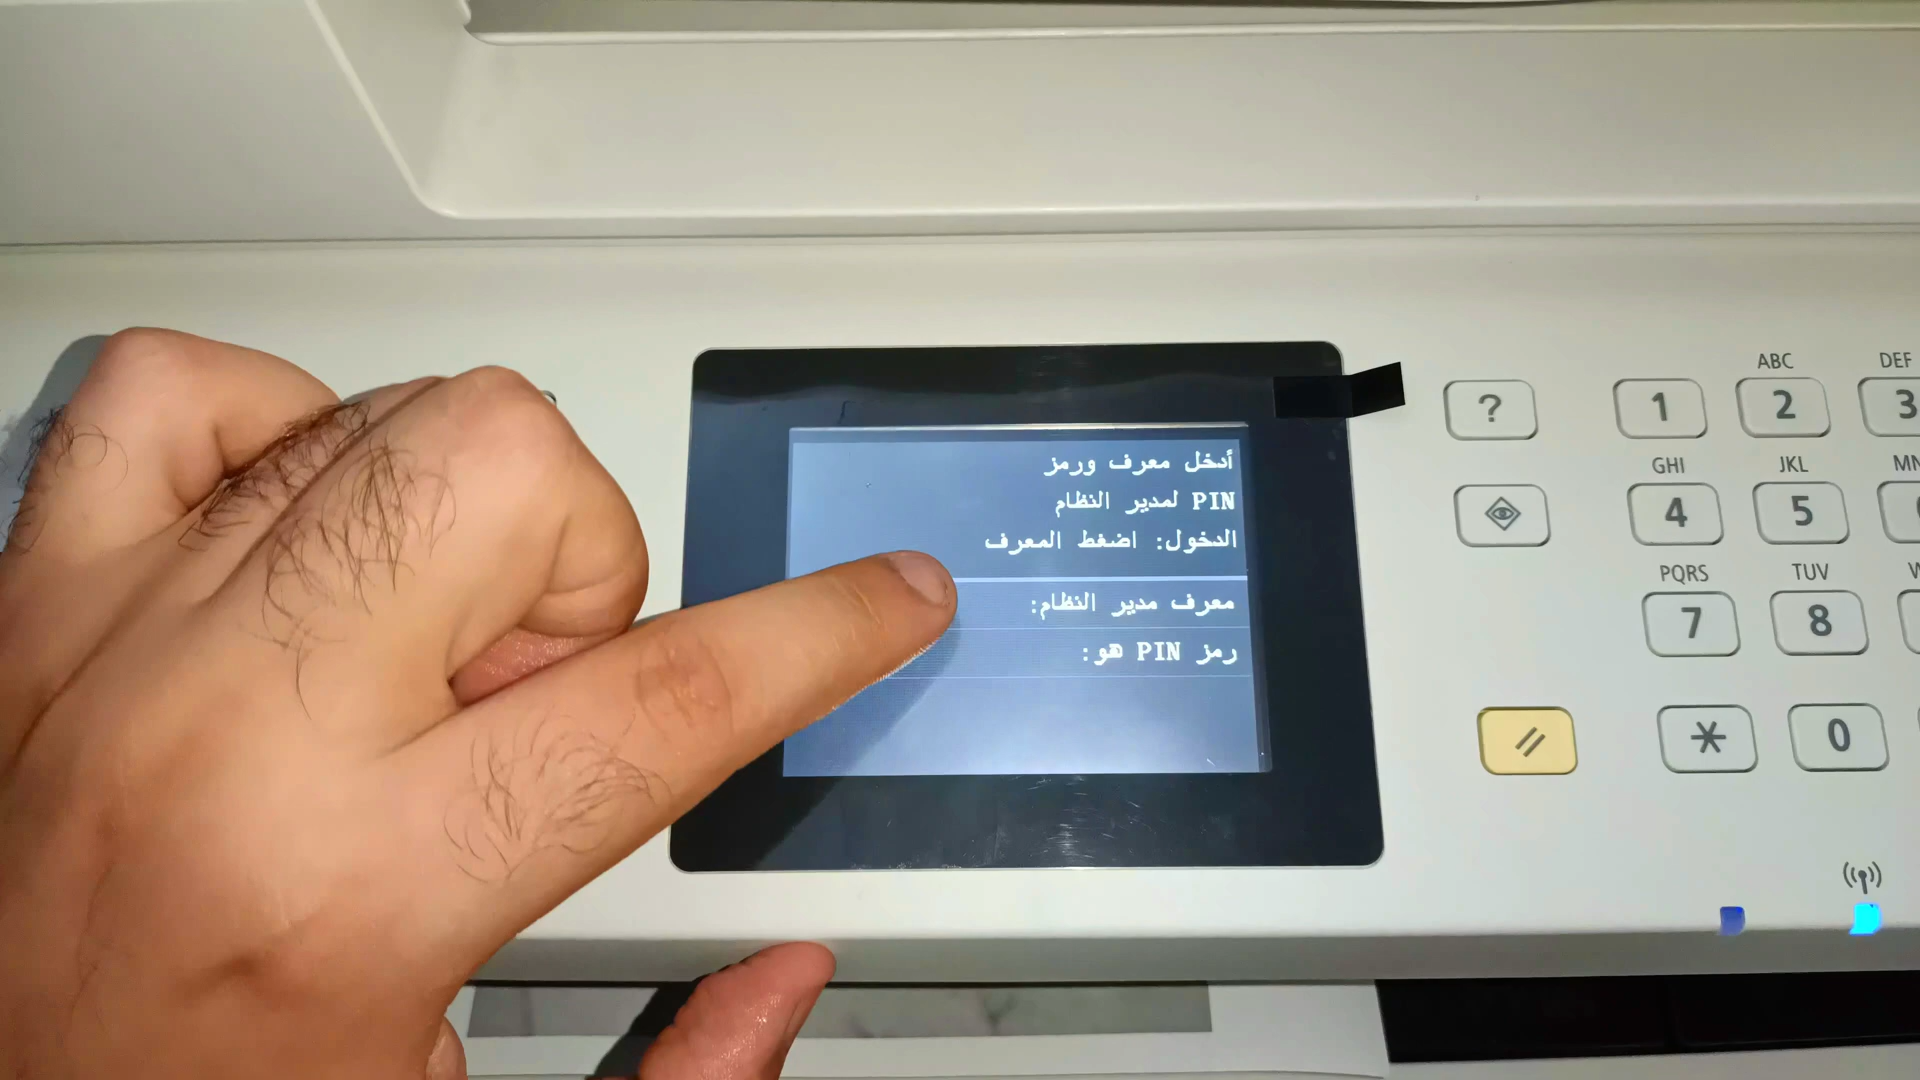 أدخل معرف ورمز
PIN لمدير النظام
الدخول: اضغط المعرف
معرف مدير النظام:
رمز PIN هو:
?
ABC
DEF
1
2
3
GHI
JKL
4
5
PQRS
TUV
7
8
*
0